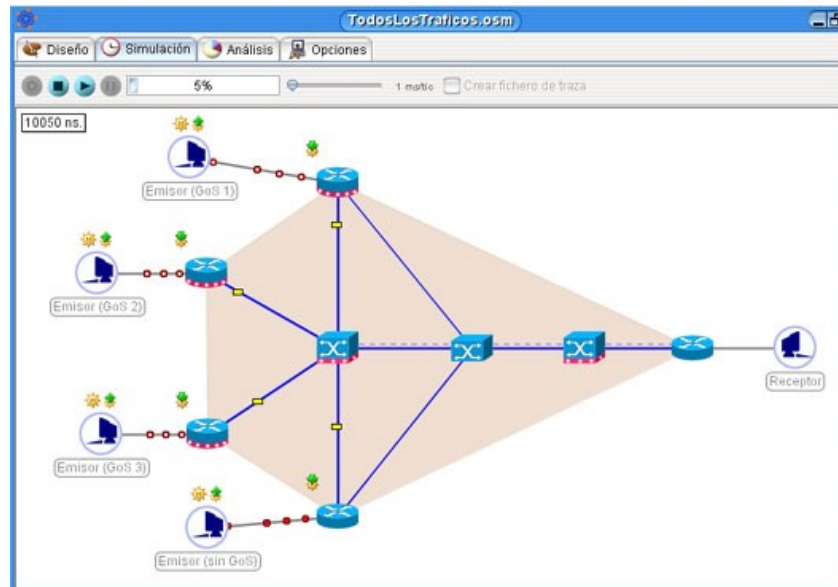 TodosLosTraficos.osm
Diseño
Simulación
Análisis
Opciones
5%
1 ms/tic
Crear fichero de traza
10050 ns.
Emisor (GoS 1)
Emisor (GoS 2)
Receptor
Emisor (GoS 3)
Emisor (sin GoS)